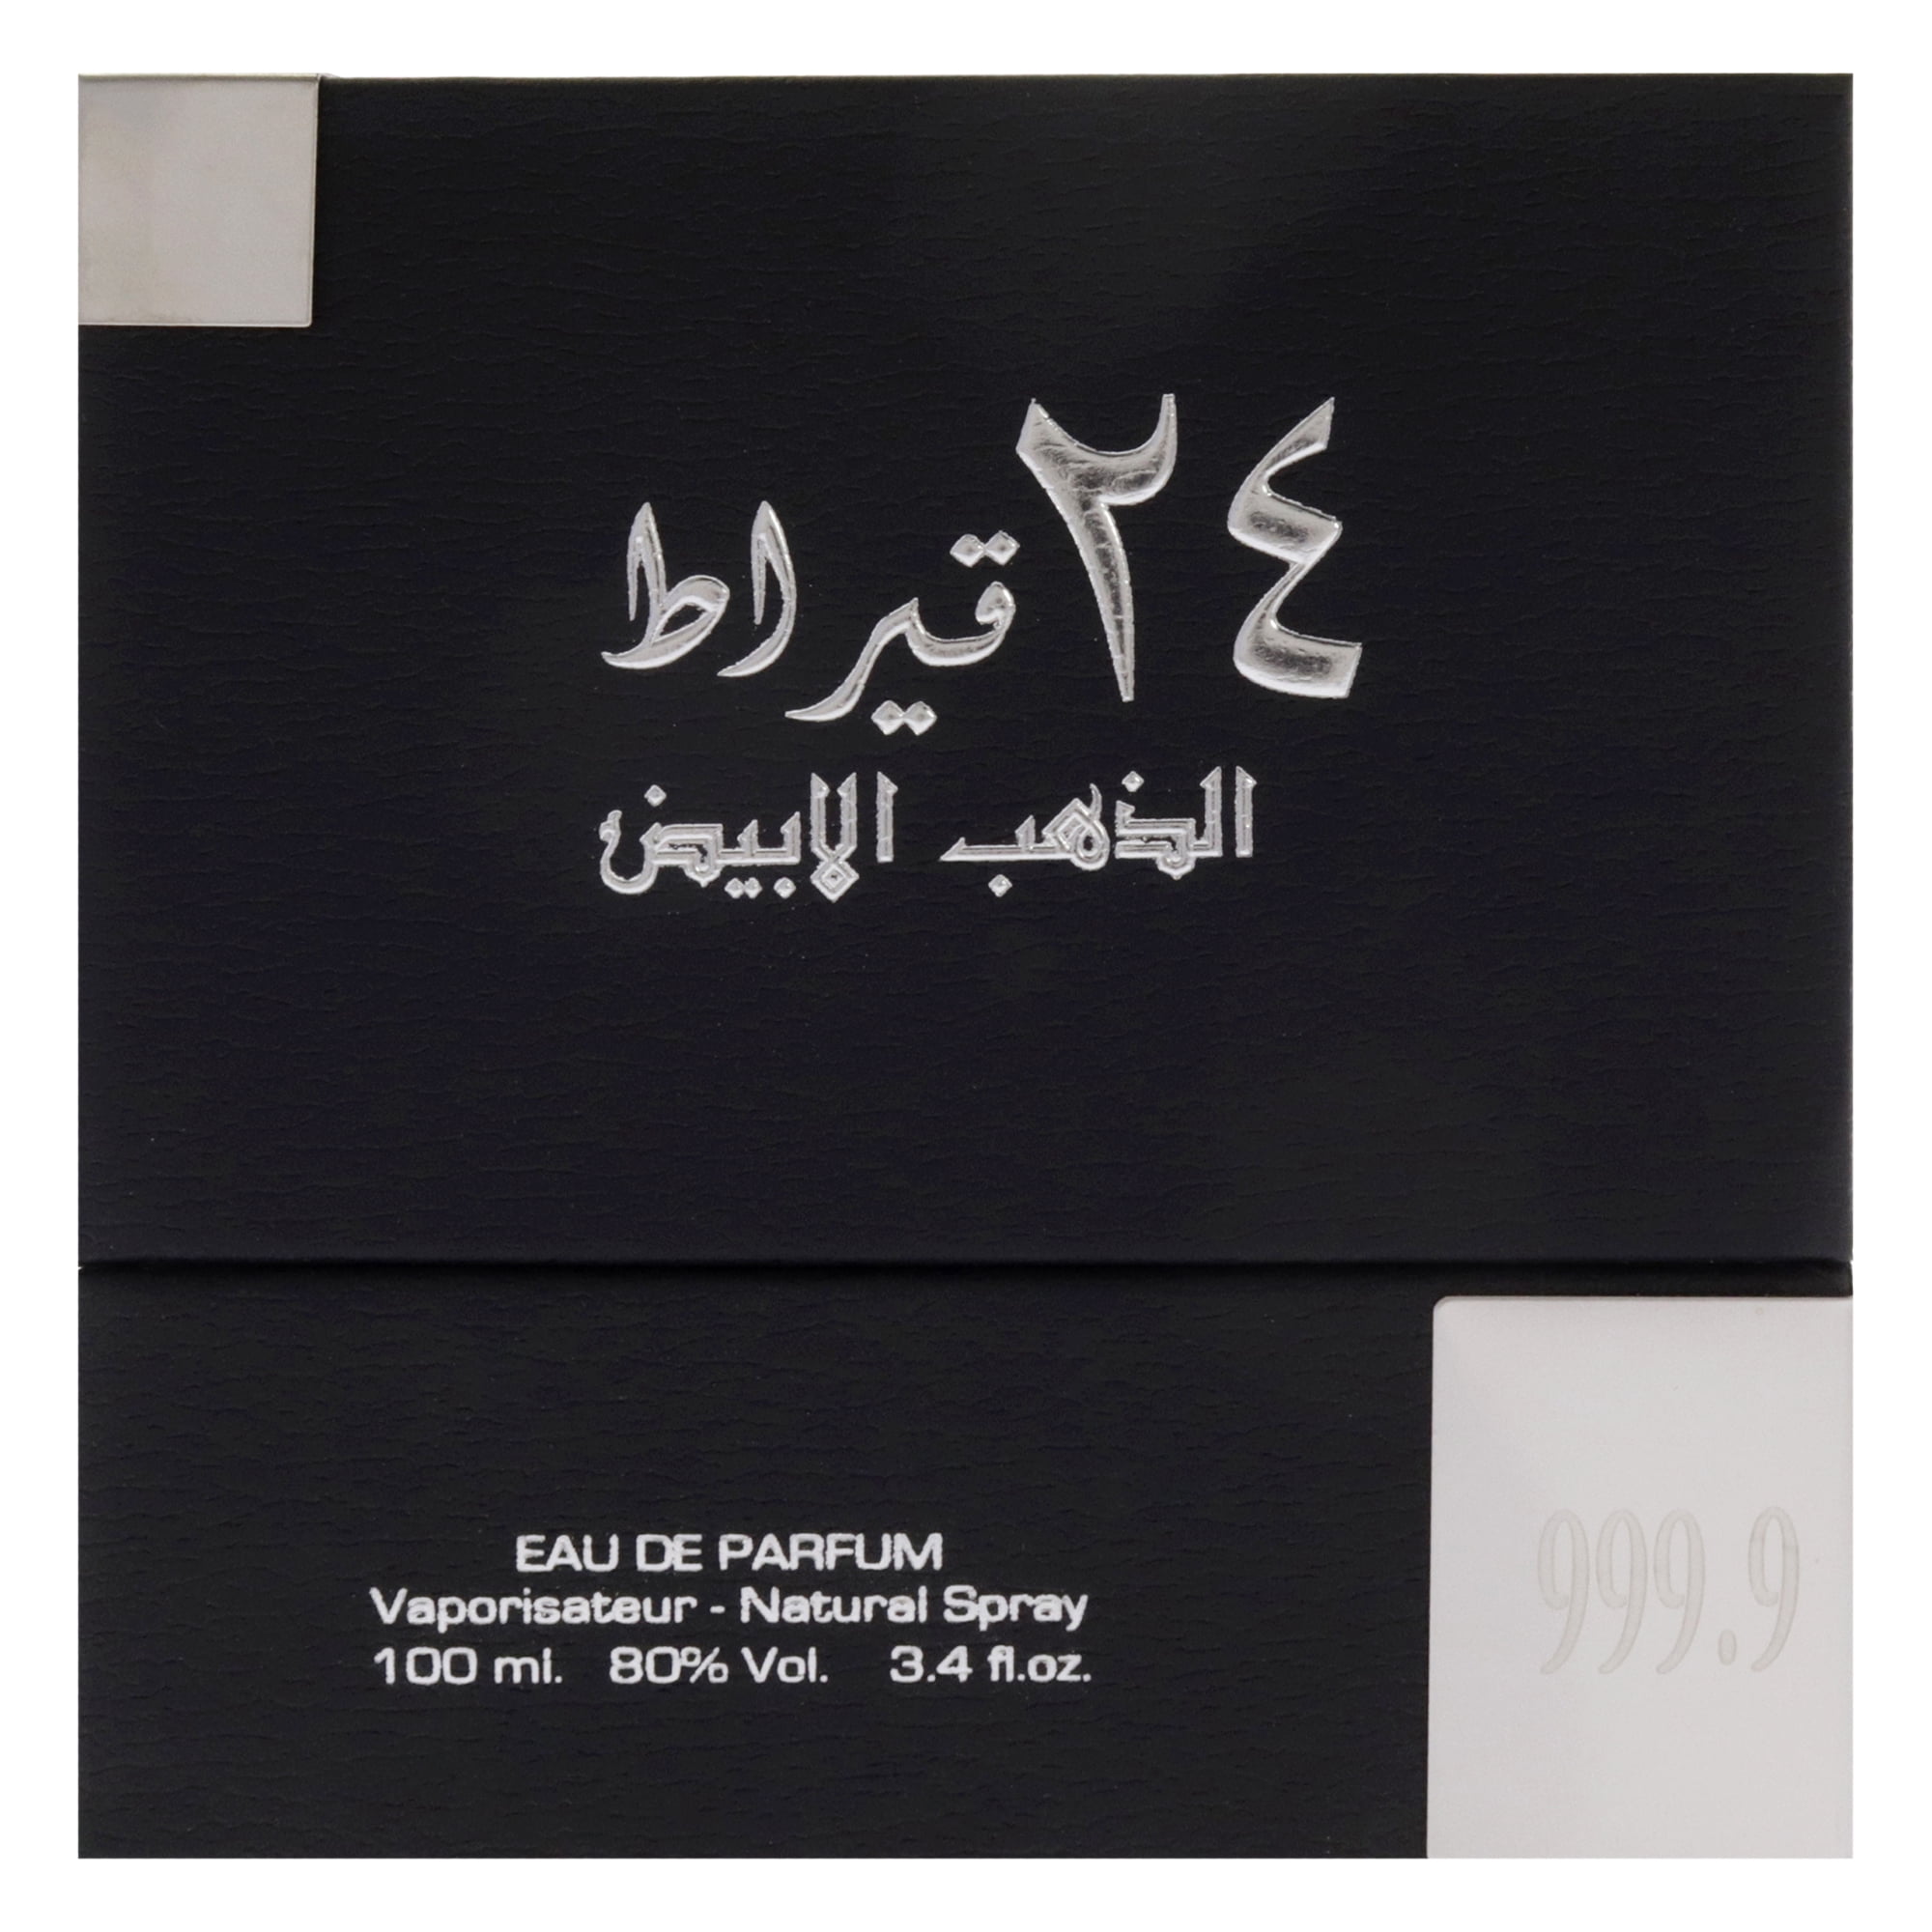 ٢٤ قيراط
الذهب الابيض
EAU DE PARFUM
Vaporisateur - Natural Spray
100 ml. 80% Vol. 3.4 fl.oz.
999.9